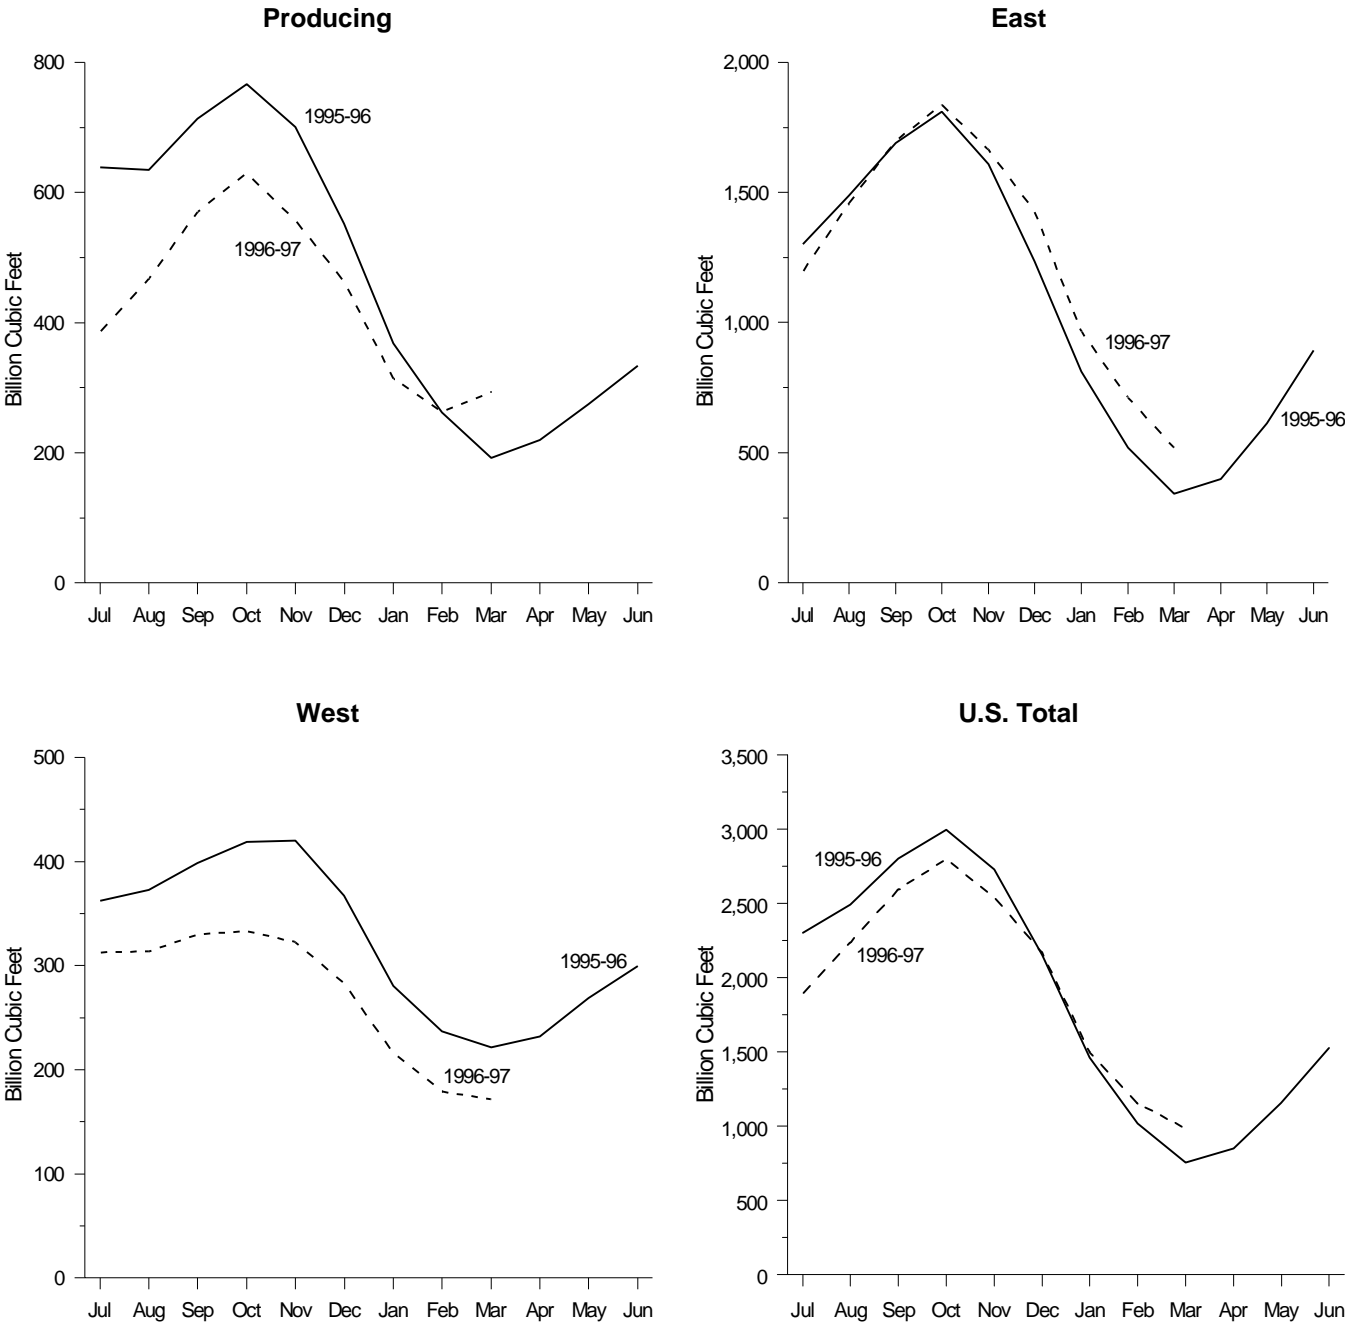 Producing
Billion Cubic Feet
800
600
400
200
0
1995-96
1996-97
Jul Aug Sep Oct Nov Dec Jan Feb Mar Apr May Jun
East
Billion Cubic Feet
2,000
1,500
1,000
500
0
1996-97
1995-96
Jul Aug Sep Oct Nov Dec Jan Feb Mar Apr May Jun
West
Billion Cubic Feet
500
400
300
200
100
0
1995-96
1996-97
Jul Aug Sep Oct Nov Dec Jan Feb Mar Apr May Jun
U.S. Total
Billion Cubic Feet
3,500
3,000
2,500
2,000
1,500
1,000
500
0
1995-96
1996-97
Jul Aug Sep Oct Nov Dec Jan Feb Mar Apr May Jun